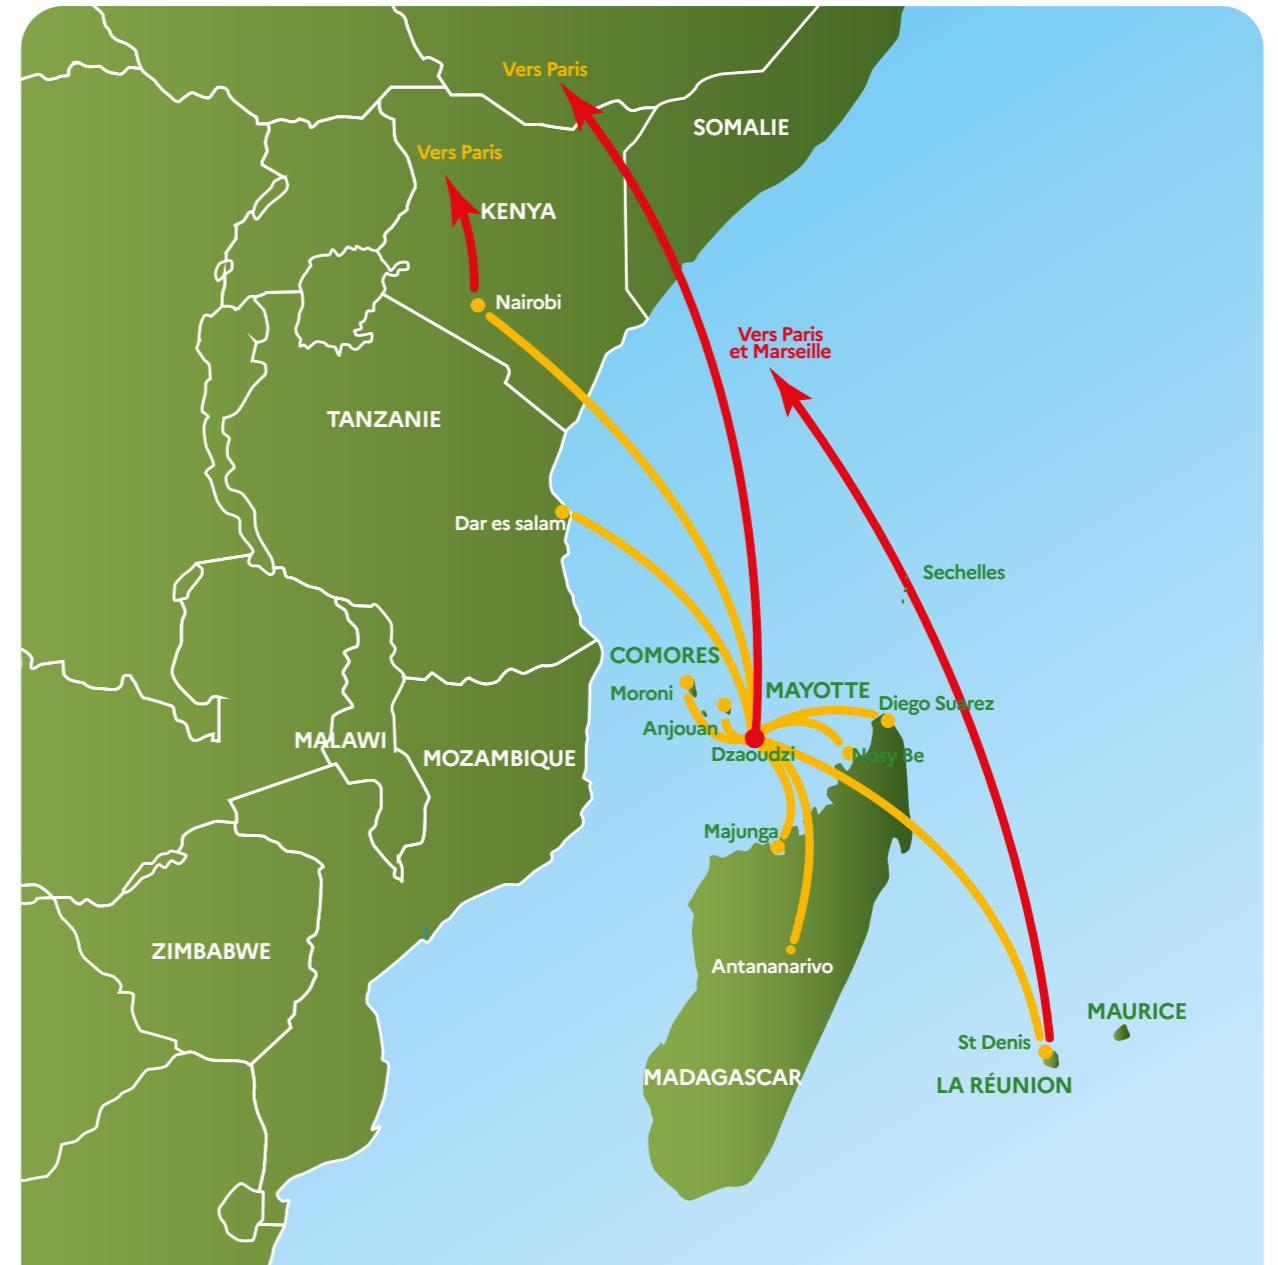 Vers Paris
SOMALIE
Vers Paris
KENYA
Nairobi
Vers Paris
et Marseille
TANZANIE
Dar es salam
Sechelles
COMORES
Moroni
MAYOTTE
Diego Suarez
Anjouan
MALAWI
MOZAMBIQUE
Dzaoudzi
Nosy Be
Majunga
ZIMBABWE
Antananarivo
MAURICE
St Denis
MADAGASCAR
LA RÉUNION